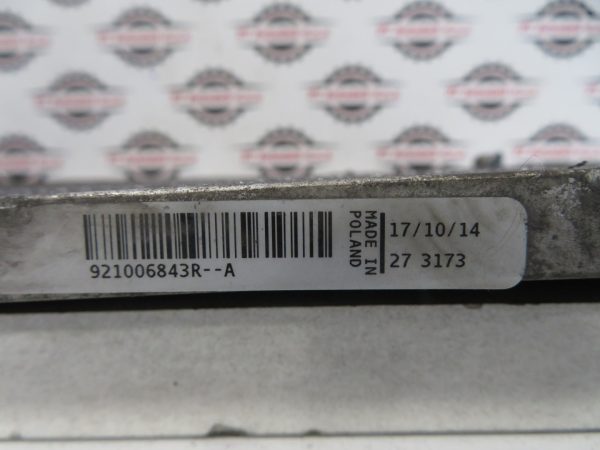 921006843R--A
MADE IN
POLAND
17/10/14
27 3173